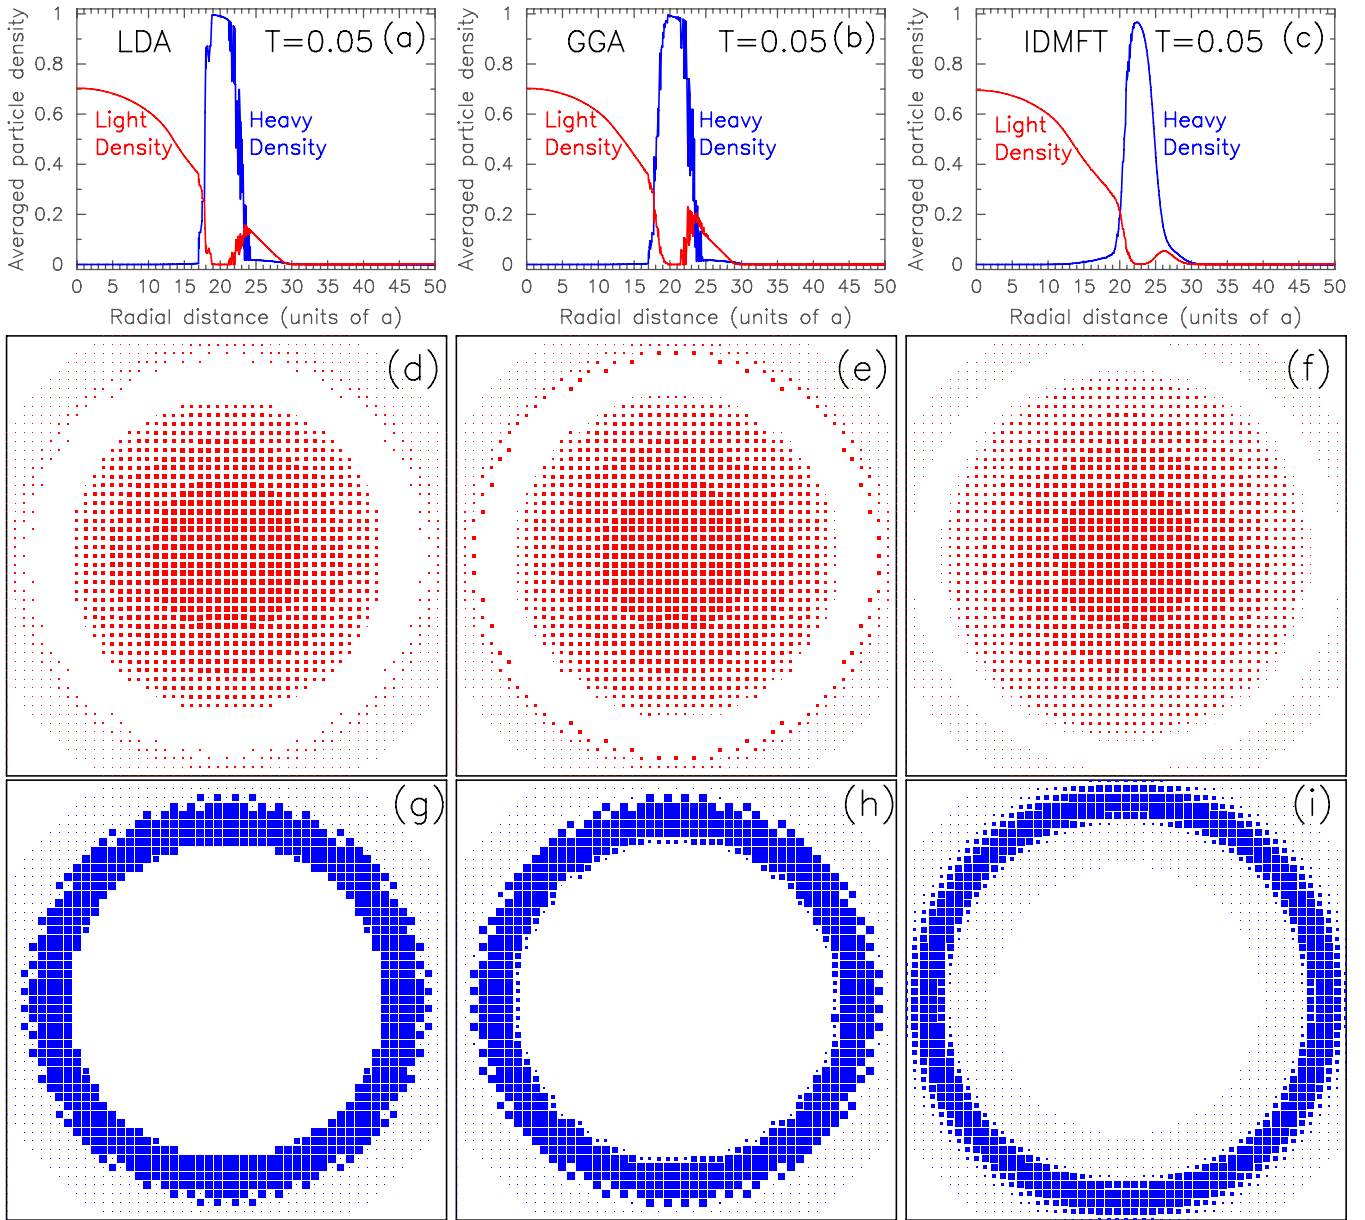 LDA T=0.05 (a)
Averaged particle density
1
0.8
0.6
0.4
0.2
0
Light
Density
Heavy
Density
0 5 10 15 20 25 30 35 40 45 50
Radial distance (units of a)
GGA T=0.05 (b)
Averaged particle density
1
0.8
0.6
0.4
0.2
0
Light
Density
Heavy
Density
0 5 10 15 20 25 30 35 40 45 50
Radial distance (units of a)
IDMFT T=0.05 (c)
Averaged particle density
1
0.8
0.6
0.4
0.2
0
Light
Density
Heavy
Density
0 5 10 15 20 25 30 35 40 45 50
Radial distance (units of a)
(d)
(e)
(f)
(g)
(h)
(i)